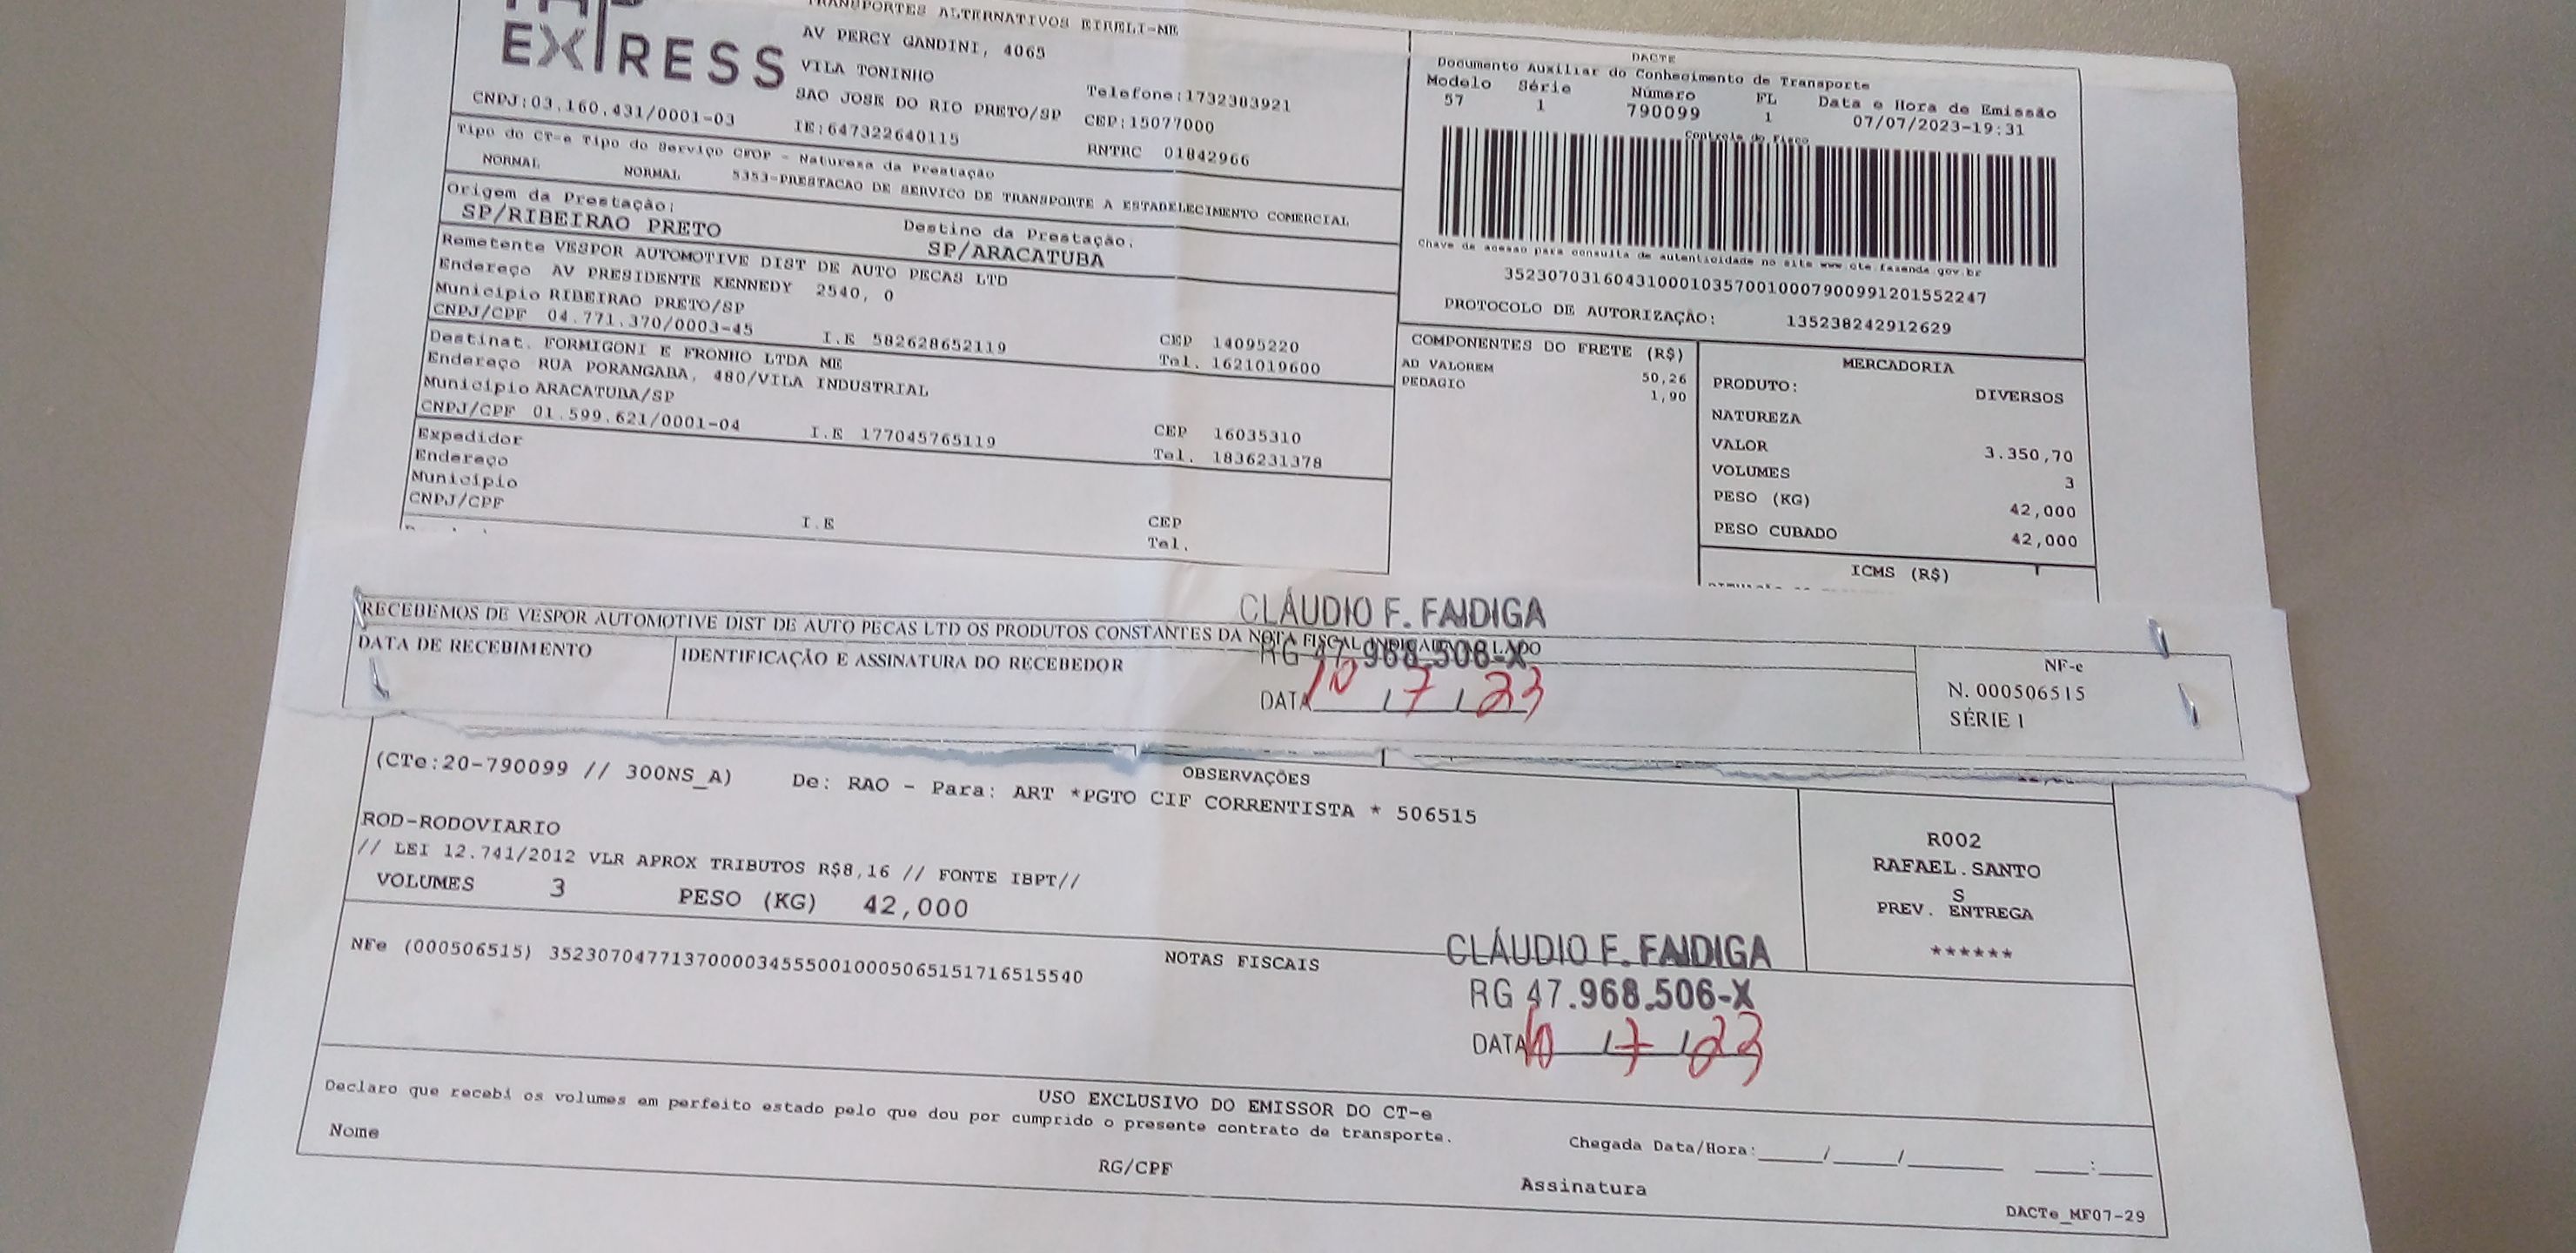 EXPRESS
TRANSPORTES ALTERNATIVOS EIRELI-ME
AV PERCY GANDINI, 4065
VILA TONINHO
SAO JOSE DO RIO PRETO/SP
Telefone:1732383921
CEP:15077000
CNPJ:03.160.431/0001-03
IE:647322640115
RNTRC 01842966
Tipo do CT-e Tipo do Serviço CFOP - Natureza da Prestação
NORMAL NORMAL 5353-PRESTACAO DE SERVICO DE TRANSPORTE A ESTABELECIMENTO COMERCIAL
Origem da Prestação:
SP/RIBEIRAO PRETO
Destino da Prestação.
SP/ARACATUBA
Remetente VESPOR AUTOMOTIVE DIST DE AUTO PECAS LTD
Endereço AV PRESIDENTE KENNEDY 2540, 0
Município RIBEIRAO PRETO/SP
CEP 14095220
CNPJ/CPF 04.771.370/0003-45 I.E 582628652119 Tel. 1621019600
Destinat. FORMIGONI E FRONHO LTDA ME
Endereço RUA PORANGABA, 480/VILA INDUSTRIAL
Município ARACATUBA/SP
CEP 16035310
CNPJ/CPF 01.599.621/0001-04 I.E 177045765119 Tel. 1836231378
Expedidor
Endereço
Município
CEP
CNPJ/CPF I.E Tel.
DACTE
Documento Auxiliar do Conhecimento de Transporte
Modelo Série Número FL Data e Hora de Emissão
57 1 790099 1 07/07/2023-19:31
Controle do Fisco
Chave de acesso para consulta de autenticidade no site www.cte.fazenda.gov.br
35230703160431000103570010007900991201552247
PROTOCOLO DE AUTORIZAÇÃO: 135238242912629
COMPONENTES DO FRETE (R$)
AD VALOREM 50,26
PEDAGIO 1,90
MERCADORIA
PRODUTO: DIVERSOS
NATUREZA
VALOR 3.350,70
VOLUMES 3
PESO (KG) 42,000
PESO CUBADO 42,000
ICMS (R$)
RECEBEMOS DE VESPOR AUTOMOTIVE DIST DE AUTO PECAS LTD OS PRODUTOS CONSTANTES DA NOTA FISCAL INDICADA AO LADO
DATA DE RECEBIMENTO
IDENTIFICAÇÃO E ASSINATURA DO RECEBEDOR
CLÁUDIO F. FAIDIGA
RG 47.968.506-X
DATA 10/7/23
NF-e
N. 000506515
SÉRIE 1
OBSERVAÇÕES
(CTe:20-790099 // 300NS_A) De: RAO - Para: ART *PGTO CIF CORRENTISTA * 506515
ROD-RODOVIARIO
// LEI 12.741/2012 VLR APROX TRIBUTOS R$8,16 // FONTE IBPT//
VOLUMES 3 PESO (KG) 42,000
R002
RAFAEL.SANTO
S
PREV. ENTREGA
******
NOTAS FISCAIS
NFe (000506515) 35230704771370000345550010005065151716515540
CLÁUDIO F. FAIDIGA
RG 47.968.506-X
DATA 10/7/23
USO EXCLUSIVO DO EMISSOR DO CT-e
Declaro que recebi os volumes em perfeito estado pelo que dou por cumprido o presente contrato de transporte.
Chegada Data/Hora:_____/_____/_______ ____:____
Nome RG/CPF Assinatura
DACTe_MF07-29